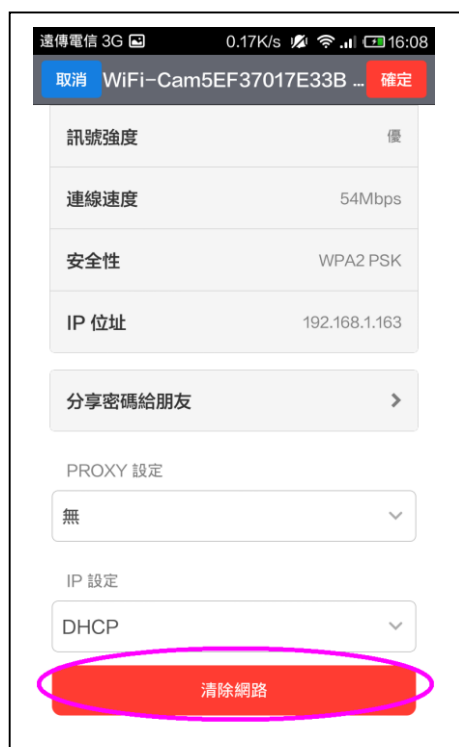 遠傳電信 3G 0.17K/s 16:08
取消 WiFi-Cam5EF37017E33B ... 確定
訊號強度 優
連線速度 54Mbps
安全性 WPA2 PSK
IP 位址 192.168.1.163
分享密碼給朋友
PROXY 設定
無
IP 設定
DHCP
清除網路